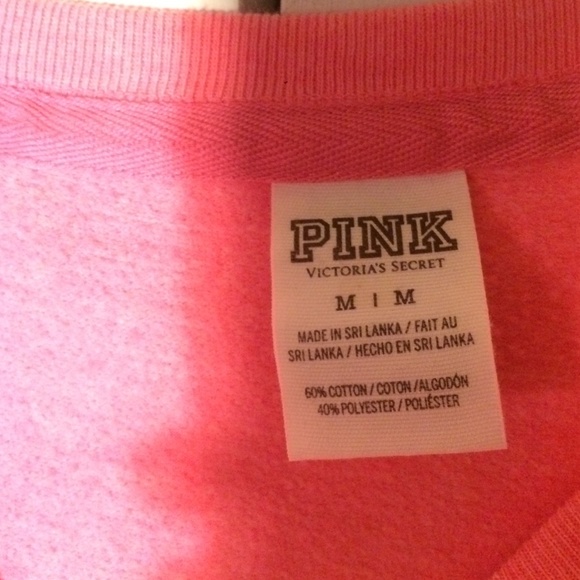 PINK
VICTORIA'S SECRET
M | M
MADE IN SRI LANKA / FAIT AU
SRI LANKA / HECHO EN SRI LANKA
60% COTTON / COTON / ALGODÓN
40% POLYESTER / POLIÉSTER